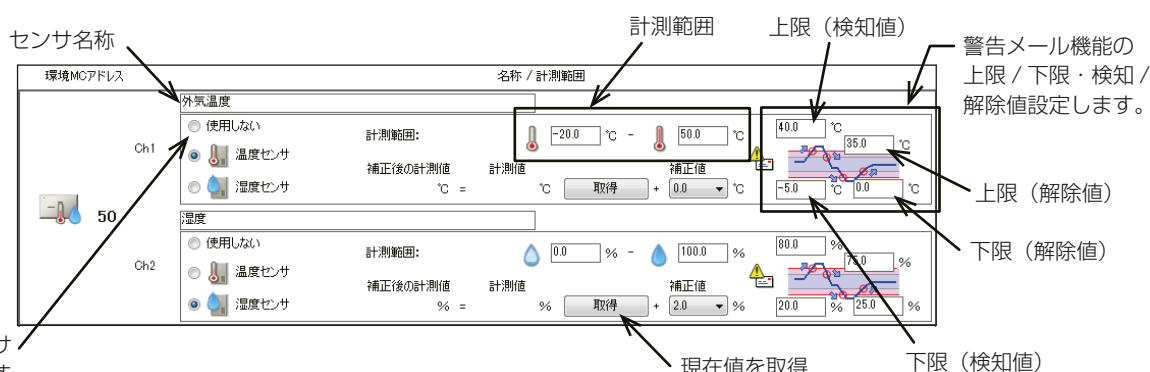 計測範囲
上限（検知値）
センサ名称
警告メール機能の
上限 / 下限・検知 /
解除値設定します。
環境MCアドレス
名称 / 計測範囲
外気温度
Ch1
使用しない
温度センサ
湿度センサ
計測範囲:
-20.0 ℃ - 50.0 ℃
補正後の計測値 計測値 補正値
℃ = ℃ 取得 + 0.0 ℃
40.0 ℃
35.0 ℃
-5.0 ℃ 0.0 ℃
上限（解除値）
50
湿度
Ch2
使用しない
温度センサ
湿度センサ
計測範囲:
0.0 % - 100.0 %
補正後の計測値 計測値 補正値
% = % 取得 + 2.0 %
80.0 %
75.0 %
20.0 % 25.0 %
下限（解除値）
下限（検知値）
現在値を取得